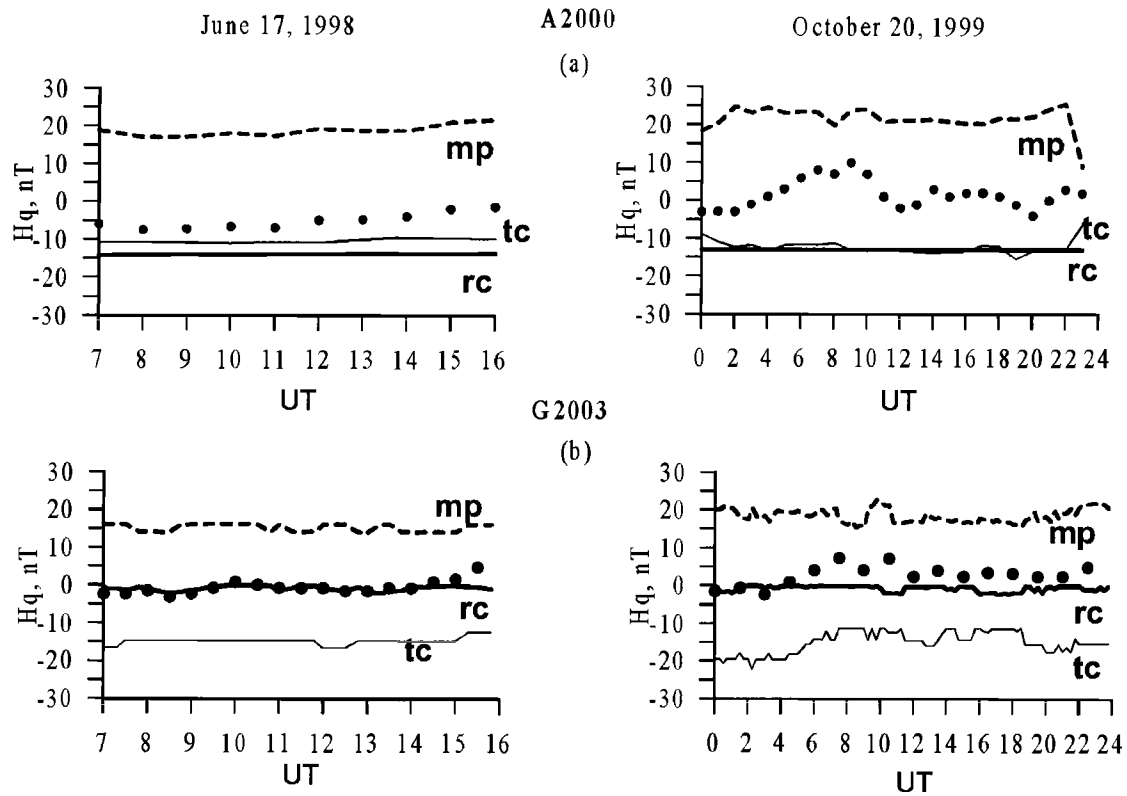 June 17, 1998
A2000
October 20, 1999
(a)
30
20
10
0
-10
-20
-30
Hq, nT
mp
tc
rc
7 8 9 10 11 12 13 14 15 16
UT
30
20
10
0
-10
-20
-30
Hq, nT
mp
tc
rc
0 2 4 6 8 10 12 14 16 18 20 22 24
UT
G2003
(b)
30
20
10
0
-10
-20
-30
Hq, nT
mp
rc
tc
7 8 9 10 11 12 13 14 15 16
UT
30
20
10
0
-10
-20
-30
Hq, nT
mp
rc
tc
0 2 4 6 8 10 12 14 16 18 20 22 24
UT